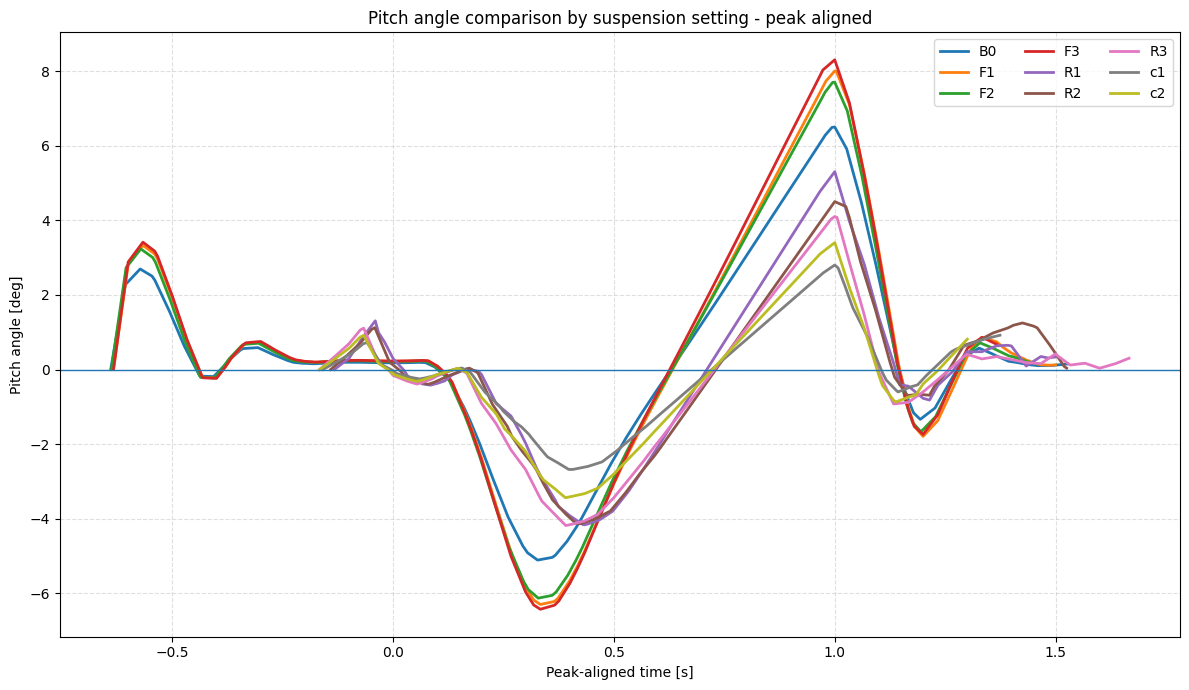 Pitch angle comparison by suspension setting - peak aligned
B0 F3 R3
F1 R1 c1
F2 R2 c2
8
6
4
2
0
−2
−4
−6
Pitch angle [deg]
−0.5 0.0 0.5 1.0 1.5
Peak-aligned time [s]